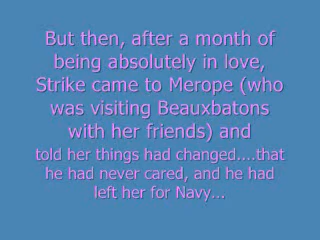 But then, after a month of
being absolutely in love,
Strike came to Merope (who
was visiting Beauxbatons
with her friends) and
told her things had changed....that
he had never cared, and he had
left her for Navy...